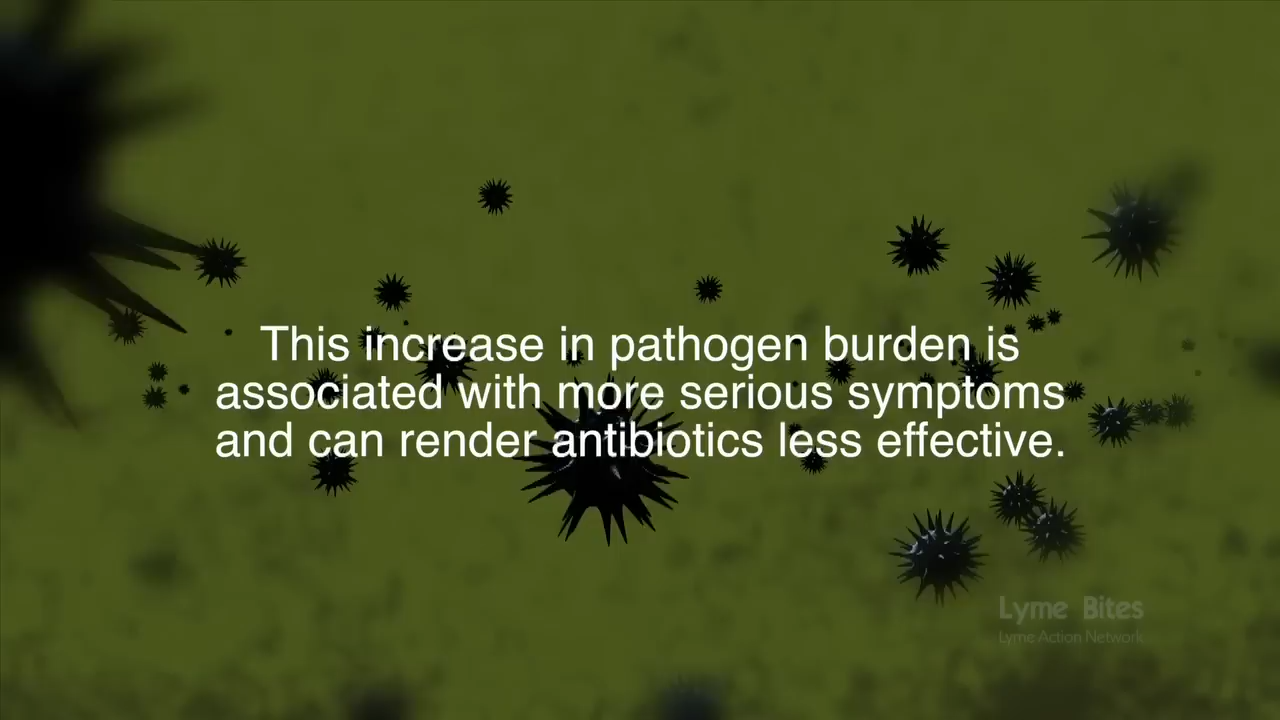 This increase in pathogen burden is
associated with more serious symptoms
and can render antibiotics less effective.
Lyme Bites
Lyme Action Network